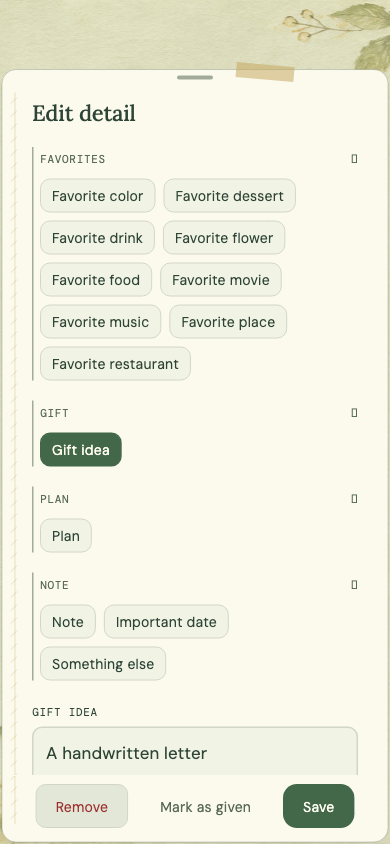 Edit detail
FAVORITES
Favorite color Favorite dessert
Favorite drink Favorite flower
Favorite food Favorite movie
Favorite music Favorite place
Favorite restaurant
GIFT
Gift idea
PLAN
Plan
NOTE
Note Important date
Something else
GIFT IDEA
A handwritten letter
Remove Mark as given Save